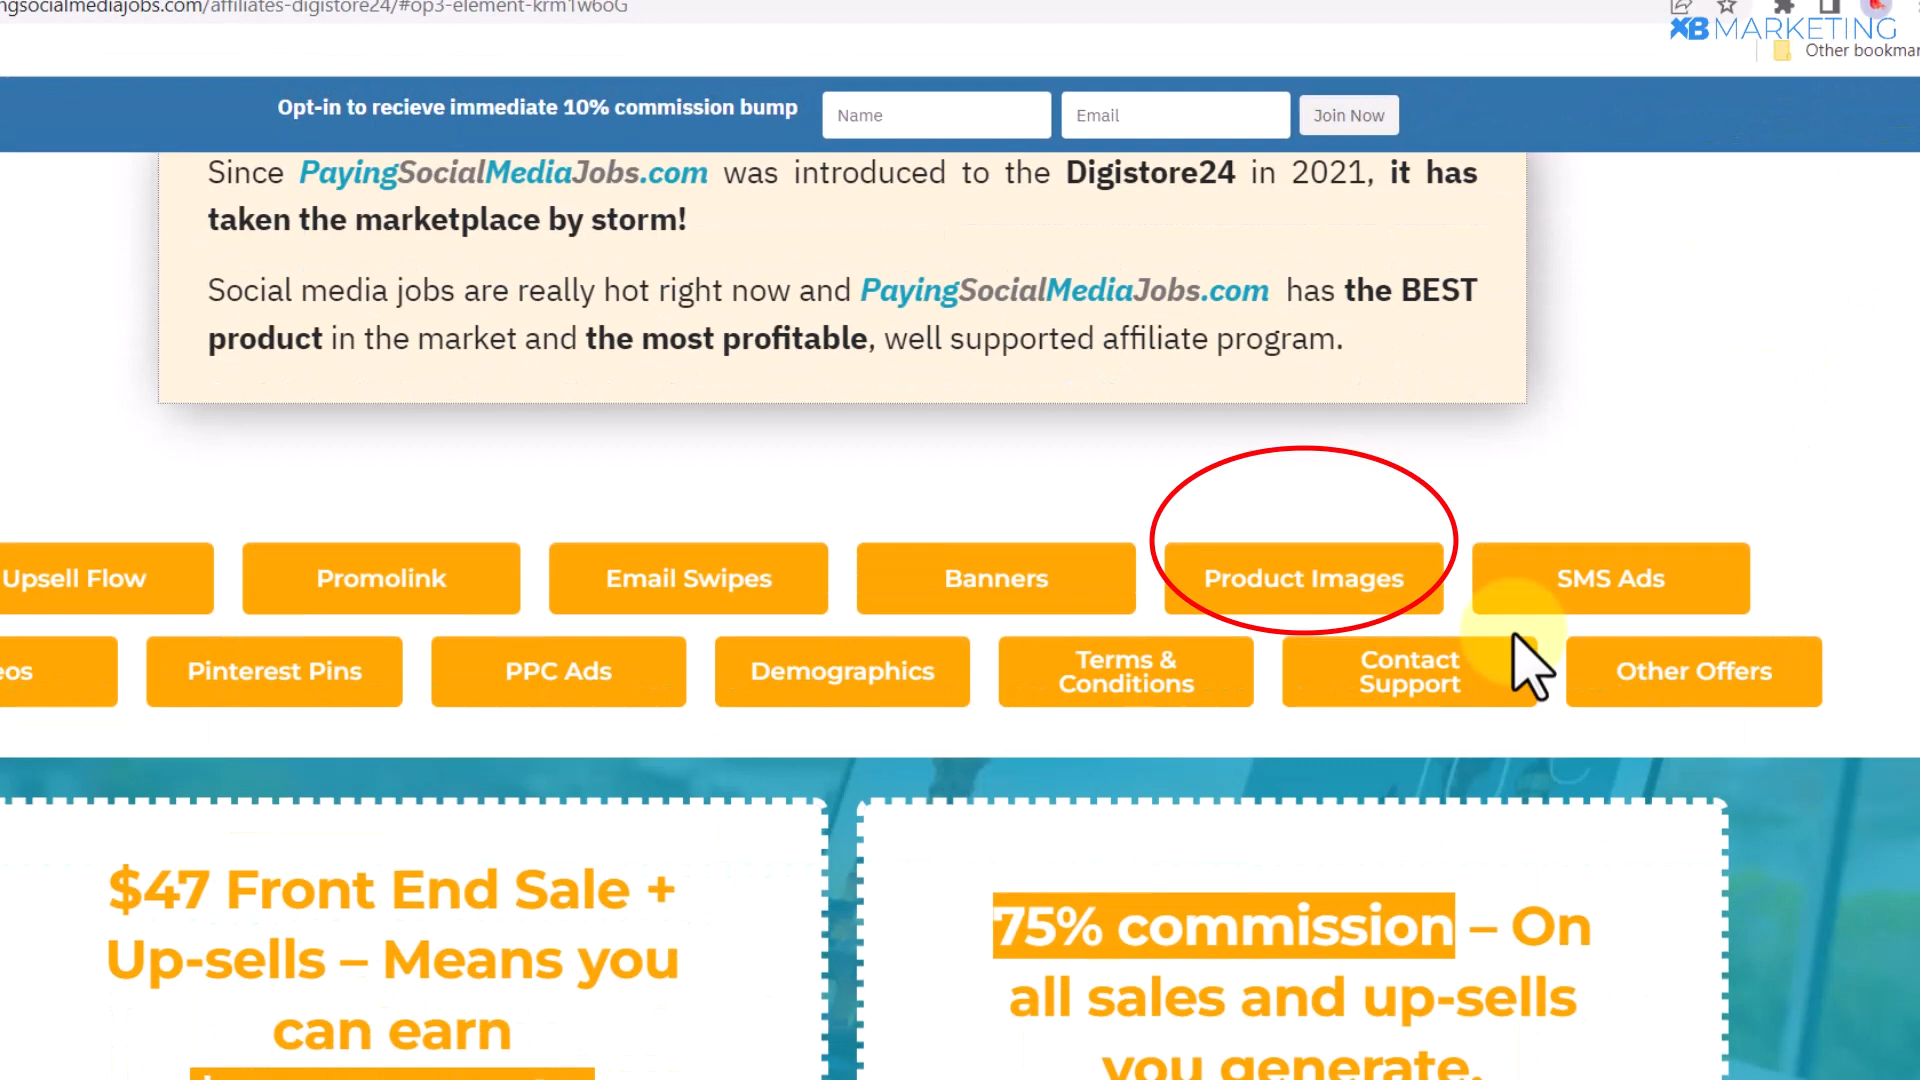 ngsocialmediajobs.com/affiliates-digistore24/#op3-element-krm1w6oG
XB MARKETING
Other bookmar
Opt-in to recieve immediate 10% commission bump
Name
Email
Join Now
Since PayingSocialMediaJobs.com was introduced to the Digistore24 in 2021, it has
taken the marketplace by storm!
Social media jobs are really hot right now and PayingSocialMediaJobs.com has the BEST
product in the market and the most profitable, well supported affiliate program.
Upsell Flow
Promolink
Email Swipes
Banners
Product Images
SMS Ads
eos
Pinterest Pins
PPC Ads
Demographics
Terms &
Conditions
Contact
Support
Other Offers
$47 Front End Sale +
Up-sells – Means you
can earn
75% commission – On
all sales and up-sells
you generate.